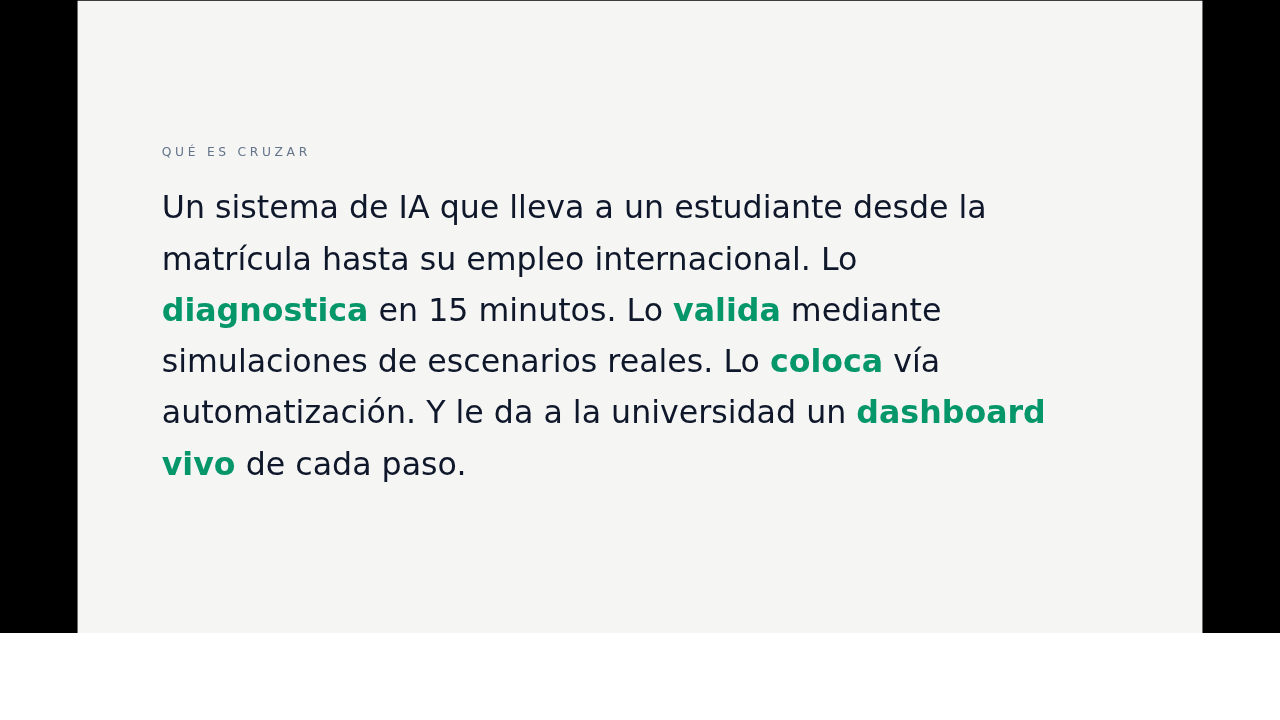 QUÉ ES CRUZAR
Un sistema de IA que lleva a un estudiante desde la
matrícula hasta su empleo internacional. Lo
diagnostica en 15 minutos. Lo valida mediante
simulaciones de escenarios reales. Lo coloca vía
automatización. Y le da a la universidad un dashboard
vivo de cada paso.